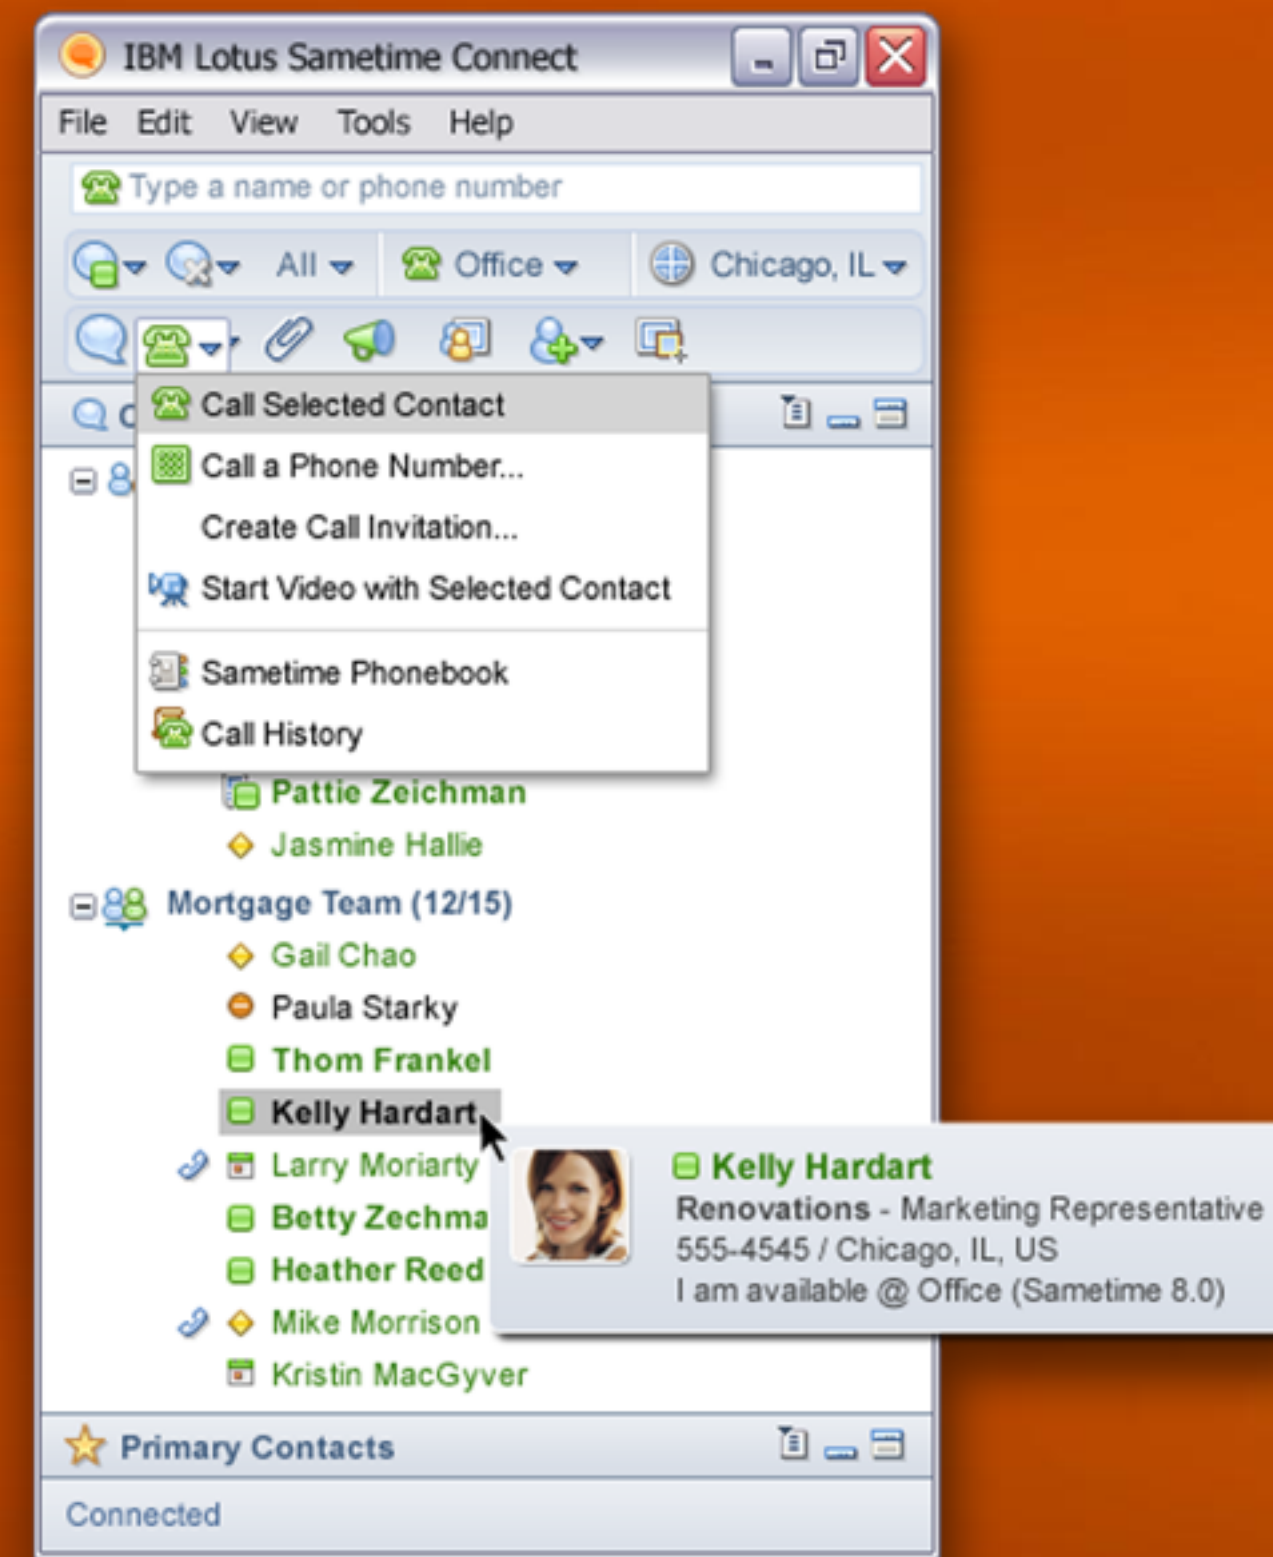 IBM Lotus Sametime Connect
File Edit View Tools Help
Type a name or phone number
All Office Chicago, IL
Call Selected Contact
Call a Phone Number...
Create Call Invitation...
Start Video with Selected Contact
Sametime Phonebook
Call History
Pattie Zeichman
Jasmine Hallie
Mortgage Team (12/15)
Gail Chao
Paula Starky
Thom Frankel
Kelly Hardart
Larry Moriarty
Betty Zechma
Heather Reed
Mike Morrison
Kristin MacGyver
Kelly Hardart
Renovations - Marketing Representative
555-4545 / Chicago, IL, US
I am available @ Office (Sametime 8.0)
Primary Contacts
Connected